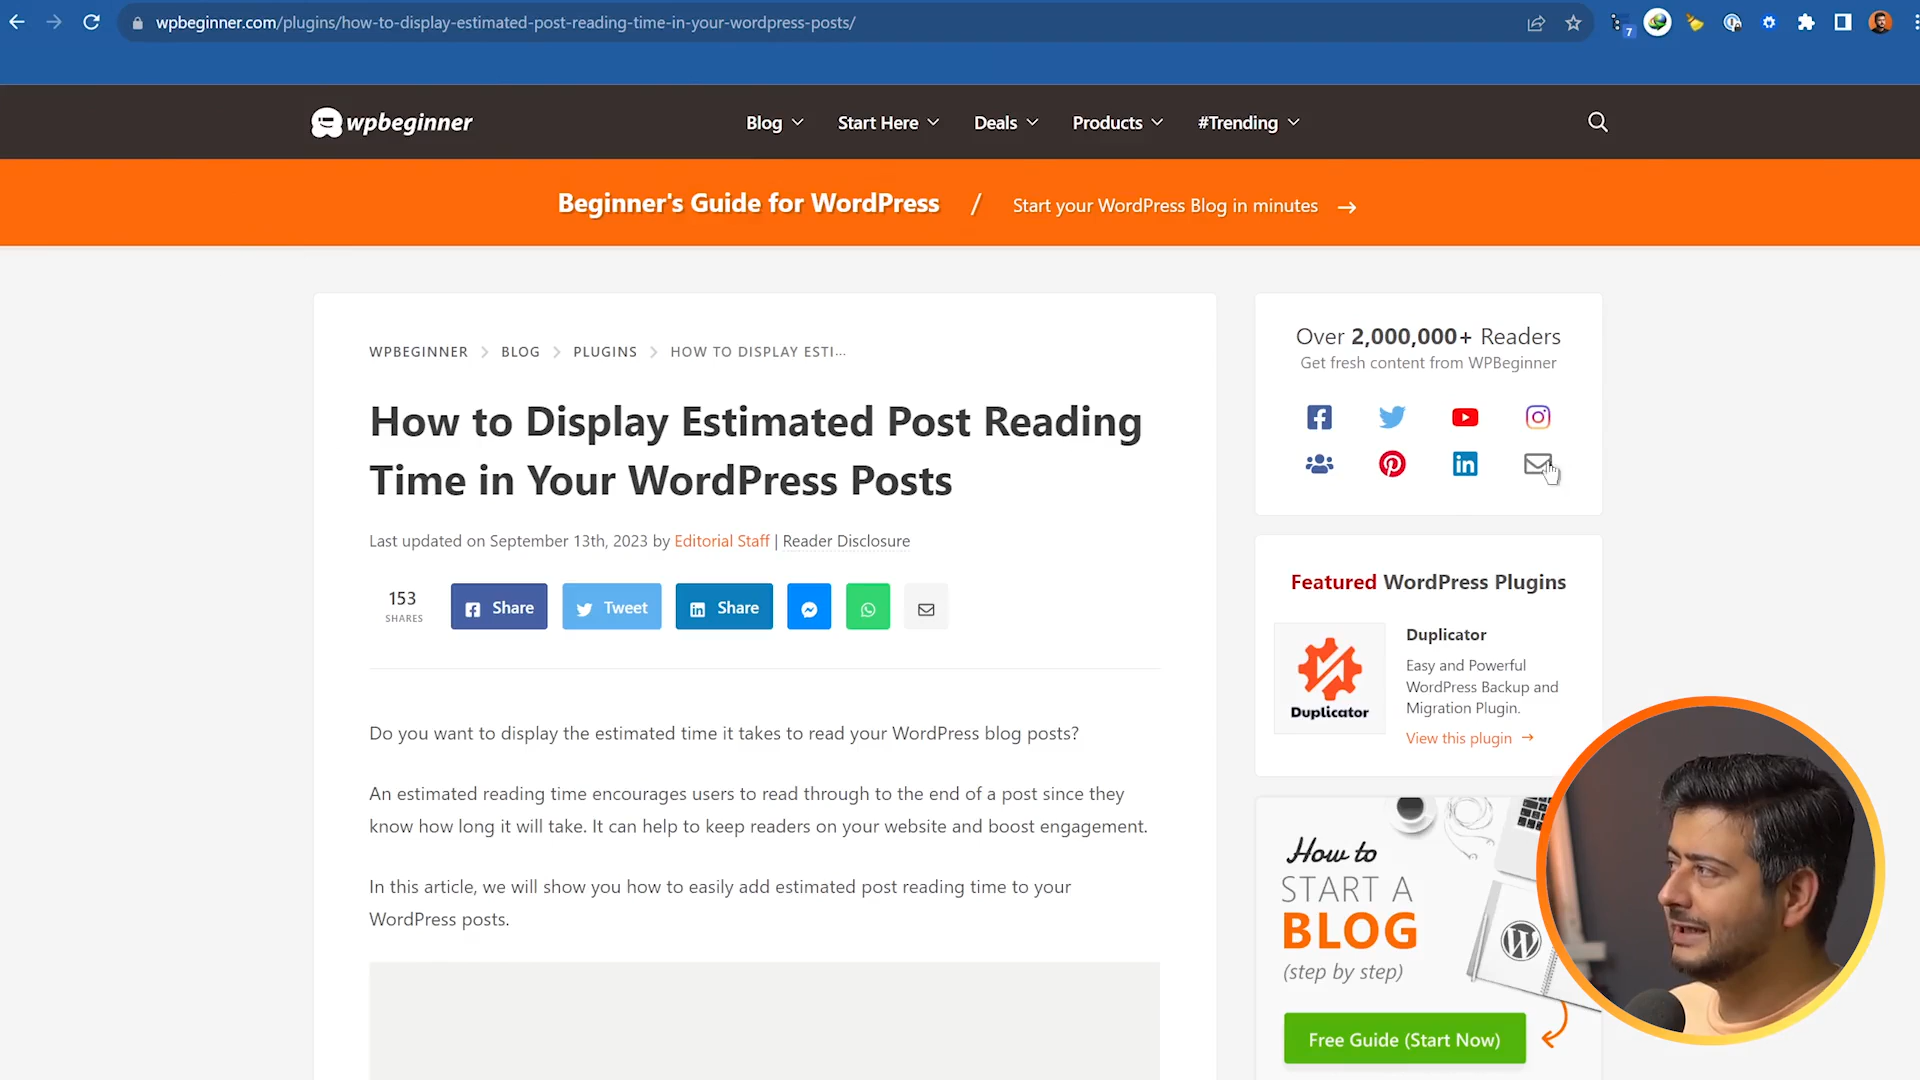 wpbeginner.com/plugins/how-to-display-estimated-post-reading-time-in-your-wordpress-posts/
7
wpbeginner
Blog
Start Here
Deals
Products
#Trending
Beginner's Guide for WordPress / Start your WordPress Blog in minutes →
WPBEGINNER > BLOG > PLUGINS > HOW TO DISPLAY ESTI...
How to Display Estimated Post Reading
Time in Your WordPress Posts
Last updated on September 13th, 2023 by Editorial Staff | Reader Disclosure
153
SHARES
Share
Tweet
Share
Do you want to display the estimated time it takes to read your WordPress blog posts?
An estimated reading time encourages users to read through to the end of a post since they
know how long it will take. It can help to keep readers on your website and boost engagement.
In this article, we will show you how to easily add estimated post reading time to your
WordPress posts.
Over 2,000,000+ Readers
Get fresh content from WPBeginner
Featured WordPress Plugins
Duplicator
Duplicator
Easy and Powerful
WordPress Backup and
Migration Plugin.
View this plugin →
How to
START A
BLOG
(step by step)
Free Guide (Start Now)